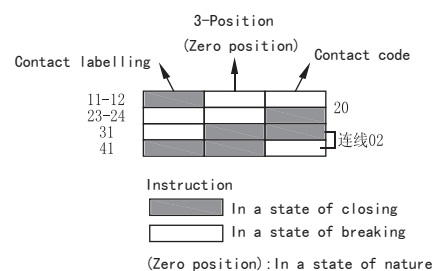 3-Position
(Zero position)
Contact labelling
Contact code
11-12
23-24
20
31
连线02
41
Instruction
In a state of closing
In a state of breaking
(Zero position):In a state of nature